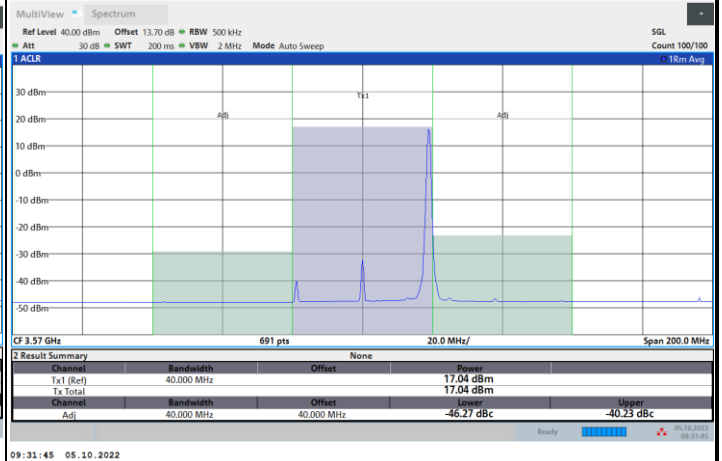 MultiView Spectrum
Ref Level 40.00 dBm Offset 13.70 dB RBW 500 kHz SGL
Att 30 dB SWT 200 ms VBW 2 MHz Mode Auto Sweep Count 100/100
1 ACLR 1Rm Avg
30 dBm
Tx1
20 dBm Adj Adj
10 dBm
0 dBm
-10 dBm
-20 dBm
-30 dBm
-40 dBm
-50 dBm
CF 3.57 GHz 691 pts 20.0 MHz/ Span 200.0 MHz
2 Result Summary None
Channel Bandwidth Offset Power
Tx1 (Ref) 40.000 MHz 17.04 dBm
Tx Total 17.04 dBm
Channel Bandwidth Offset Lower Upper
Adj 40.000 MHz 40.000 MHz -46.27 dBc -40.23 dBc
Ready 05.10.2022
09:31:45
09:31:45 05.10.2022